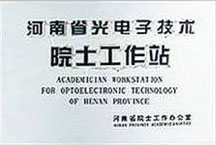 河南省光电子技术
院士工作站
ACADEMICIAN WORKSTATION
FOR OPTOELECTRONIC TECHNOLOGY
OF HENAN PROVINCE
河南省院士工作办公室